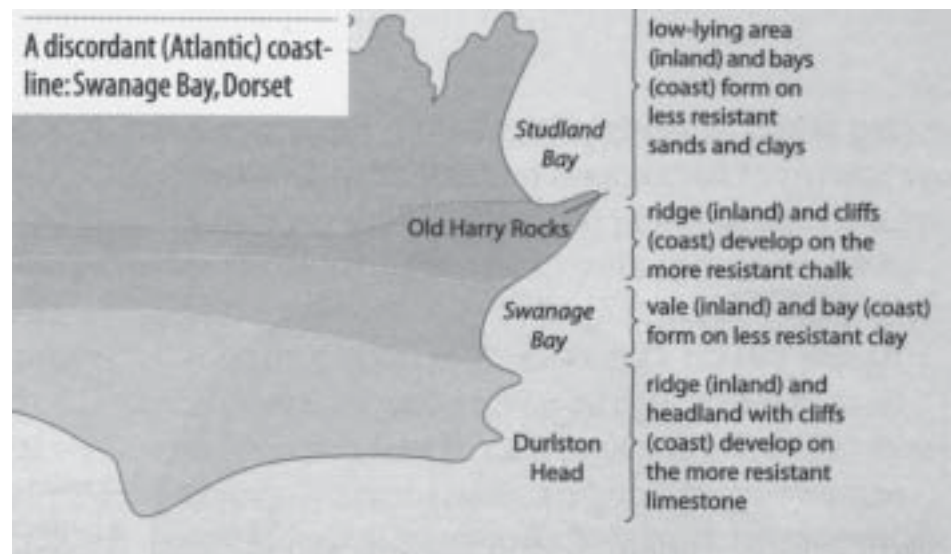 A discordant (Atlantic) coast-
line: Swanage Bay, Dorset
low-lying area
(inland) and bays
(coast) form on
less resistant
sands and clays
Studland
Bay
Old Harry Rocks
ridge (inland) and cliffs
(coast) develop on the
more resistant chalk
Swanage
Bay
vale (inland) and bay (coast)
form on less resistant clay
Durlston
Head
ridge (inland) and
headland with cliffs
(coast) develop on
the more resistant
limestone